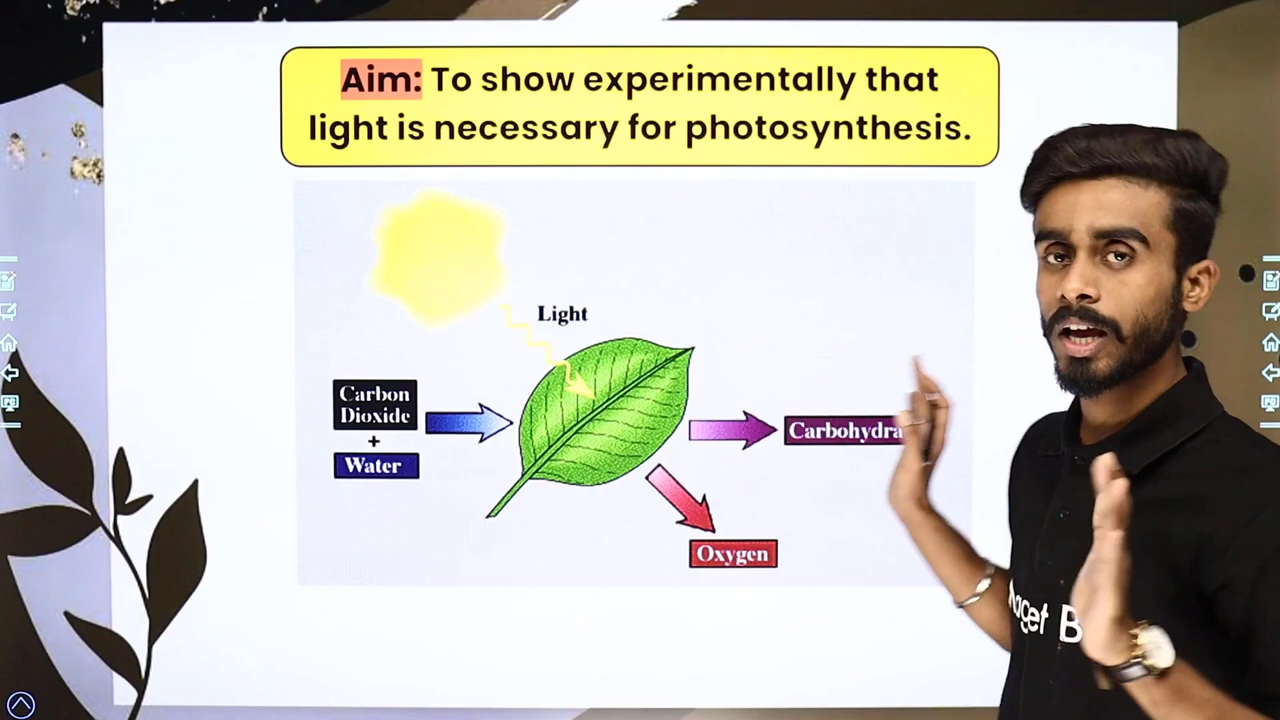 Aim: To show experimentally that
light is necessary for photosynthesis.
Light
Carbon
Dioxide
+
Water
Carbohydra
Oxygen